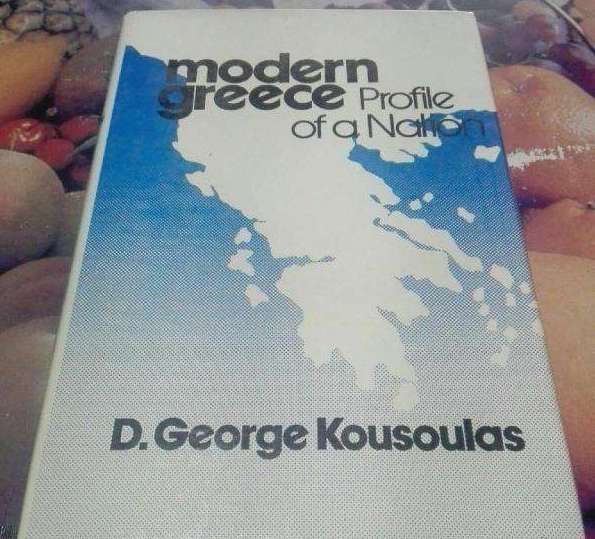 modern
greece Profile
of a Nation
D. George Kousoulas